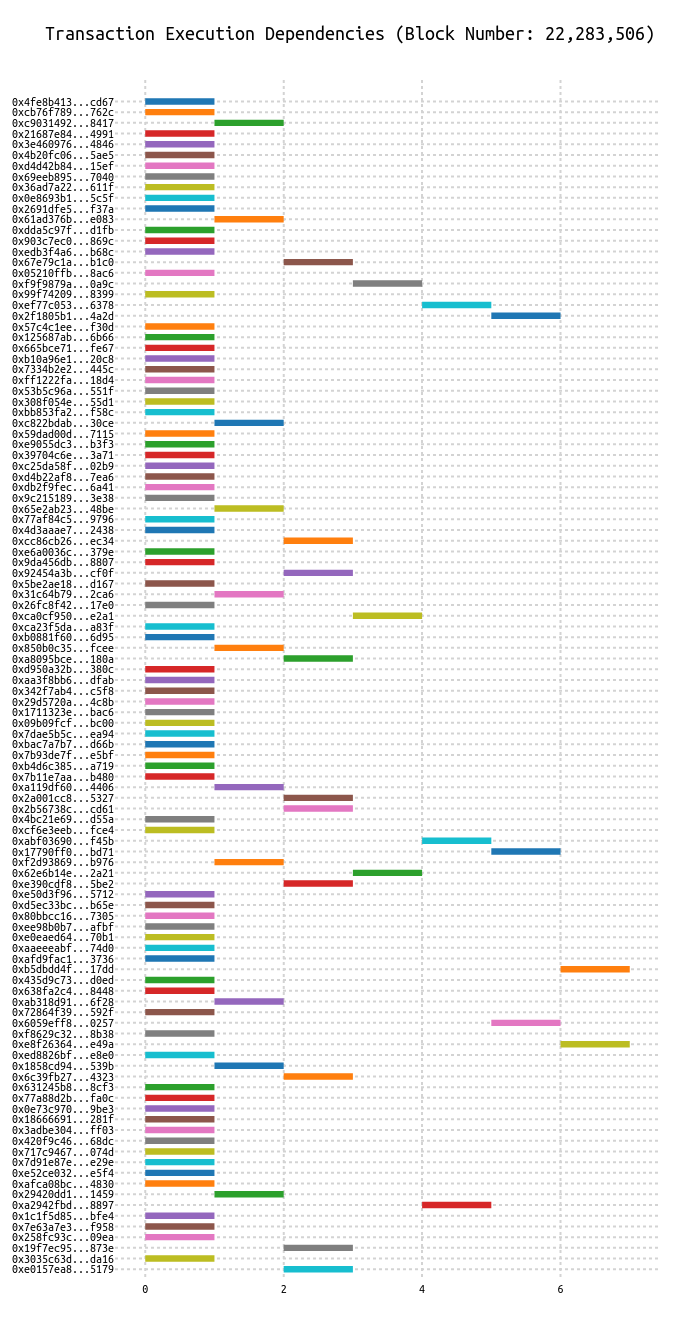 Transaction Execution Dependencies (Block Number: 22,283,506)
0x4fe8b413...cd67
0xcb76f789...762c
0xc9031492...8417
0x21687e84...4991
0x3e460976...4846
0x4b20fc06...5ae5
0xd4d42b84...15ef
0x69eeb895...7040
0x36ad7a22...611f
0x0e8693b1...5c5f
0x2691dfe5...f37a
0x61ad376b...e083
0xdda5c97f...d1fb
0x903c7ec0...869c
0xedb3f4a6...b68c
0x67e79c1a...b1c0
0x05210ffb...8ac6
0xf9f9879a...0a9c
0x99f74209...8399
0xef77c053...6378
0x2f1805b1...4a2d
0x57c4c1ee...f30d
0x125687ab...6b66
0x665bce71...fe67
0xb10a96e1...20c8
0x7334b2e2...445c
0xff1222fa...18d4
0x53b5c96a...551f
0x308f054e...55d1
0xbb853fa2...f58c
0xc822bdab...30ce
0x59dad00d...7115
0xe9055dc3...b3f3
0x39704c6e...3a71
0xc25da58f...02b9
0xd4b22af8...7ea6
0xdb2f9fec...6a41
0x9c215189...3e38
0x65e2ab23...48be
0x77af84c5...9796
0x4d3aaae7...2438
0xcc86cb26...ec34
0xe6a0036c...379e
0x9da456db...8807
0x92454a3b...cf0f
0x5be2ae18...d167
0x31c64b79...2ca6
0x26fc8f42...17e0
0xca0cf950...e2a1
0xca23f5da...a83f
0xb0881f60...6d95
0x850b0c35...fcee
0xa8095bce...180a
0xd950a32b...380c
0xaa3f8bb6...dfab
0x342f7ab4...c5f8
0x29d5720a...4c8b
0x1711323e...bac6
0x09b09fcf...bc00
0x7dae5b5c...ea94
0xbac7a7b7...d66b
0x7b93de7f...e5bf
0xb4d6c385...a719
0x7b11e7aa...b480
0xa119df60...4406
0x2a001cc8...5327
0x2b56738c...cd61
0x4bc21e69...d55a
0xcf6e3eeb...fce4
0xabf03690...f45b
0x17790ff0...bd71
0xf2d93869...b976
0x62e6b14e...2a21
0xe390cdf8...5be2
0xe50d3f96...5712
0xd5ec33bc...b65e
0x80bbcc16...7305
0xee98b0b7...afbf
0xe0eaed64...70b1
0xaaeeeabf...74d0
0xafd9fac1...3736
0xb5dbdd4f...17dd
0x435d9c73...d0ed
0x638fa2c4...8448
0xab318d91...6f28
0x72864f39...592f
0x6059eff8...0257
0xf8629c32...8b38
0xe8f26364...e49a
0xed8826bf...e8e0
0x1858cd94...539b
0x6c39fb27...4323
0x631245b8...8cf3
0x77a88d2b...fa0c
0x0e73c970...9be3
0x18666691...281f
0x3adbe304...ff03
0x420f9c46...68dc
0x717c9467...074d
0x7d91e87e...e29e
0xe52ce032...e5f4
0xafca08bc...4830
0x29420dd1...1459
0xa2942fbd...8897
0x1c1f5d85...bfe4
0x7e63a7e3...f958
0x258fc93c...09ea
0x19f7ec95...873e
0x3035c63d...da16
0xe0157ea8...5179
0 2 4 6